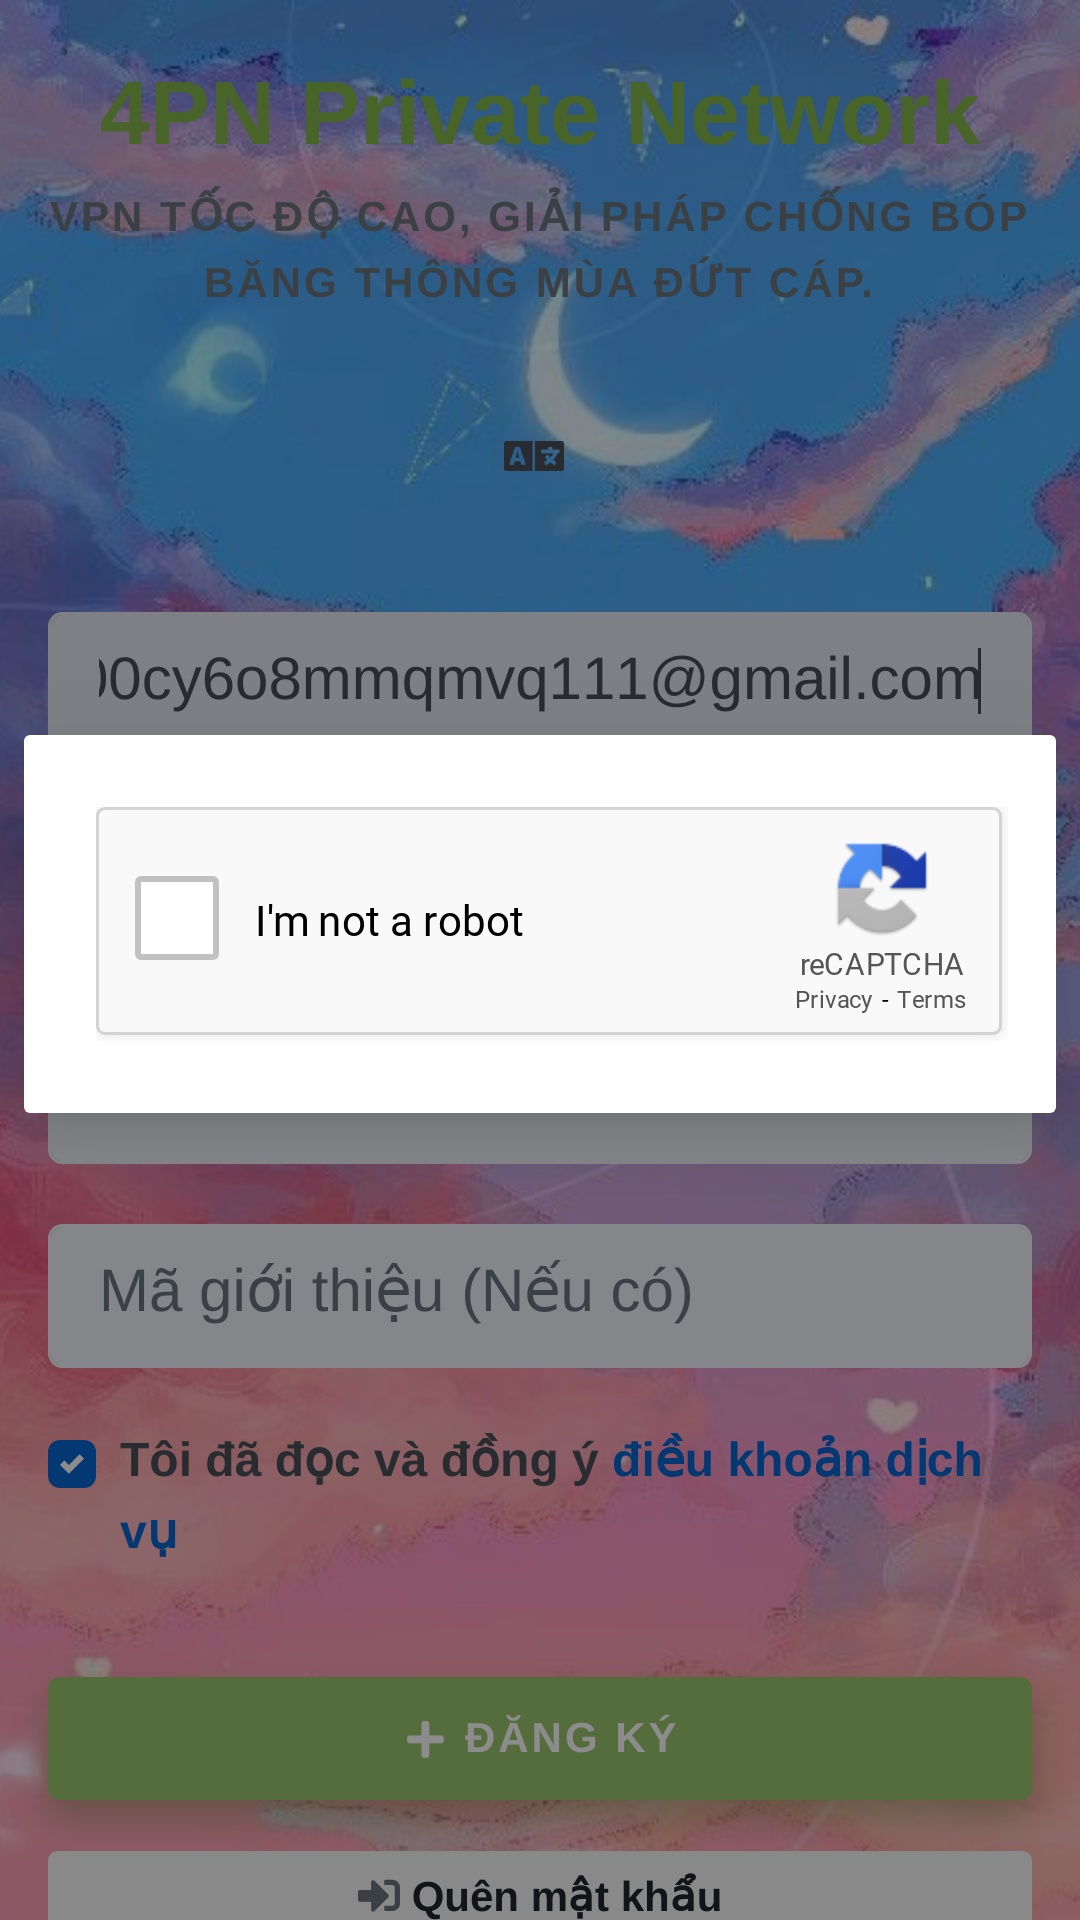 4PN Private Network
VPN TỐC ĐỘ CAO, GIẢI PHÁP CHỐNG BÓP
BĂNG THÔNG MÙA ĐỨT CÁP.
A 文
0cy6o8mmqmvq111@gmail.com
I'm not a robot
reCAPTCHA
Privacy - Terms
Mã giới thiệu (Nếu có)
Tôi đã đọc và đồng ý điều khoản dịch
vụ
ĐĂNG KÝ
Quên mật khẩu